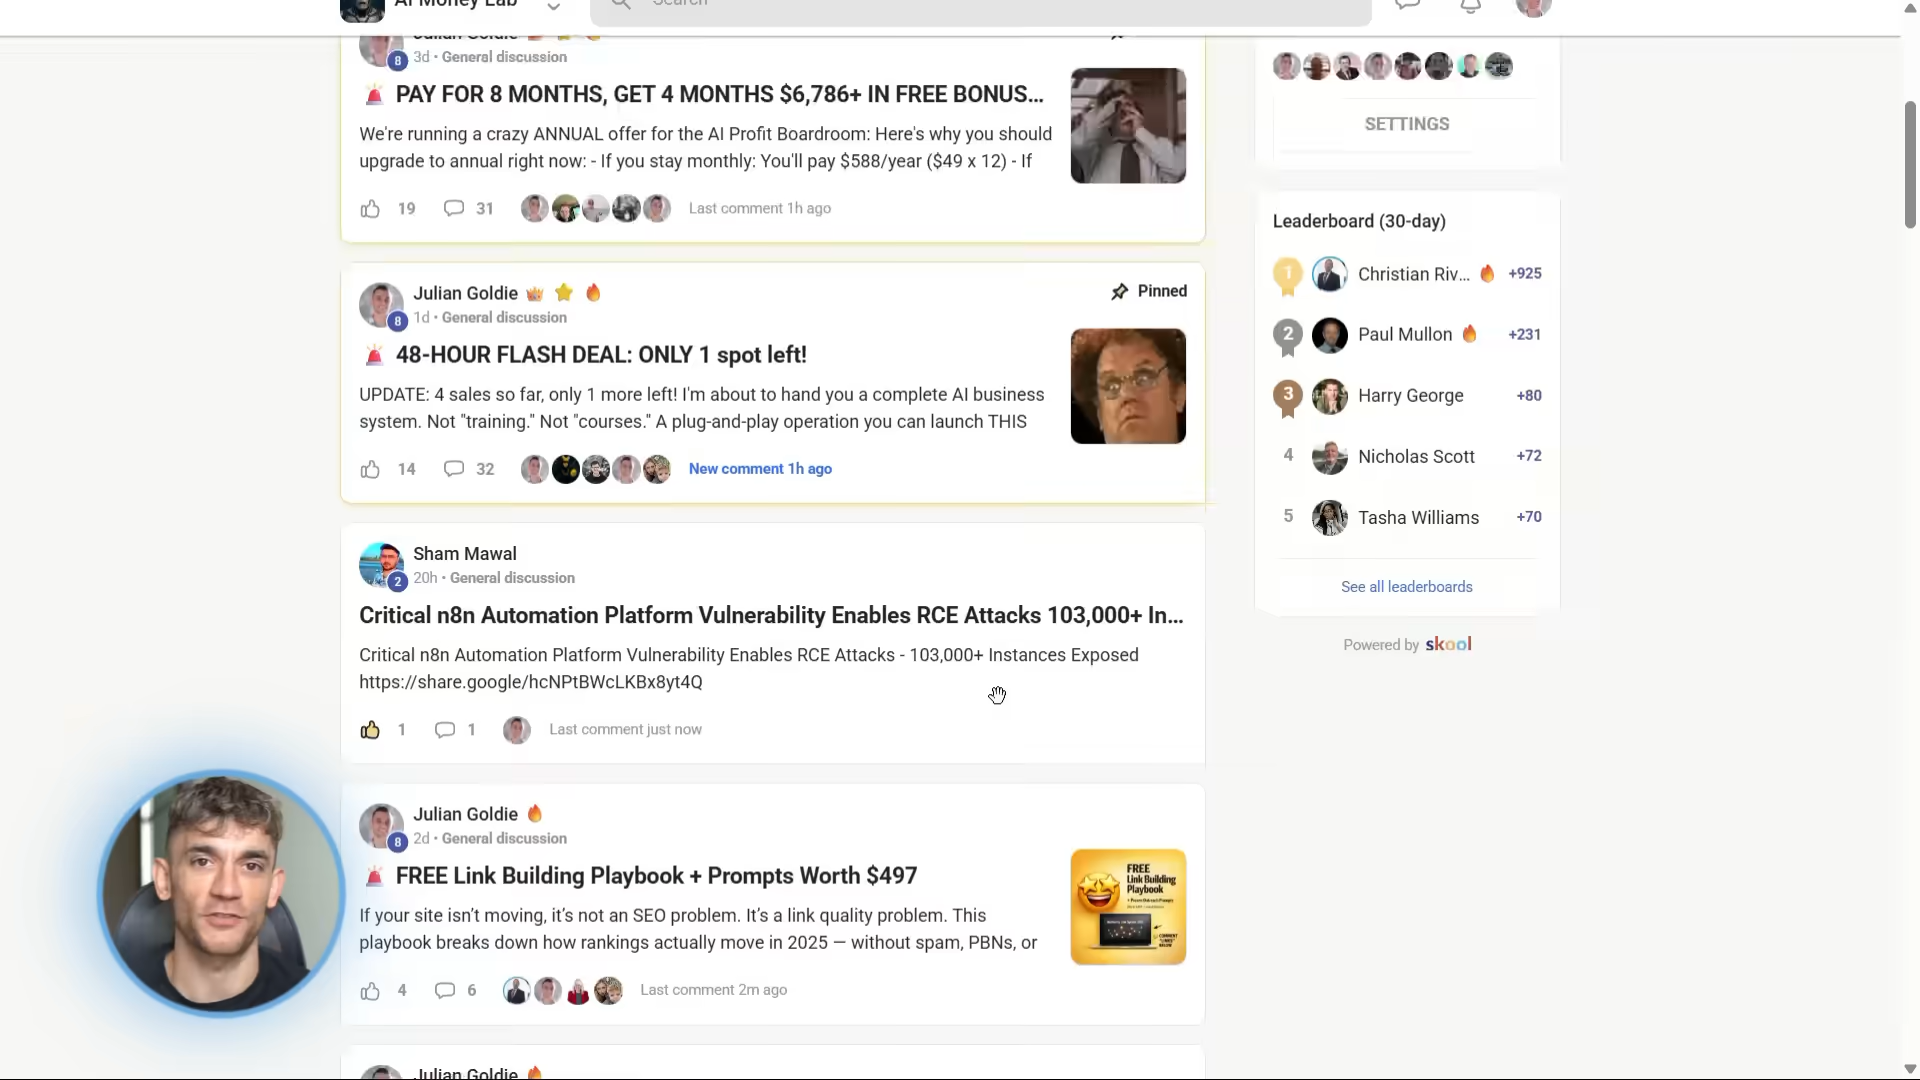 AI Money Lab
Search
Julian Goldie
8
3d • General discussion
🚨 PAY FOR 8 MONTHS, GET 4 MONTHS $6,786+ IN FREE BONUS...
We're running a crazy ANNUAL offer for the AI Profit Boardroom: Here's why you should
upgrade to annual right now: - If you stay monthly: You'll pay $588/year ($49 x 12) - If
19 31 Last comment 1h ago
Julian Goldie 👑 ⭐ 🔥
Pinned
8
1d • General discussion
🚨 48-HOUR FLASH DEAL: ONLY 1 spot left!
UPDATE: 4 sales so far, only 1 more left! I'm about to hand you a complete AI business
system. Not "training." Not "courses." A plug-and-play operation you can launch THIS
14 32 New comment 1h ago
Sham Mawal
2
20h • General discussion
Critical n8n Automation Platform Vulnerability Enables RCE Attacks 103,000+ In...
Critical n8n Automation Platform Vulnerability Enables RCE Attacks - 103,000+ Instances Exposed
https://share.google/hcNPtBWcLKBx8yt4Q
1 1 Last comment just now
Julian Goldie 🔥
8
2d • General discussion
🚨 FREE Link Building Playbook + Prompts Worth $497
If your site isn’t moving, it’s not an SEO problem. It’s a link quality problem. This
playbook breaks down how rankings actually move in 2025 — without spam, PBNs, or
FREE
Link Building
Playbook
4 6 Last comment 2m ago
Julian Goldie 🔥
SETTINGS
Leaderboard (30-day)
1 Christian Riv... 🔥 +925
2 Paul Mullon 🔥 +231
3 Harry George +80
4 Nicholas Scott +72
5 Tasha Williams +70
See all leaderboards
Powered by skool